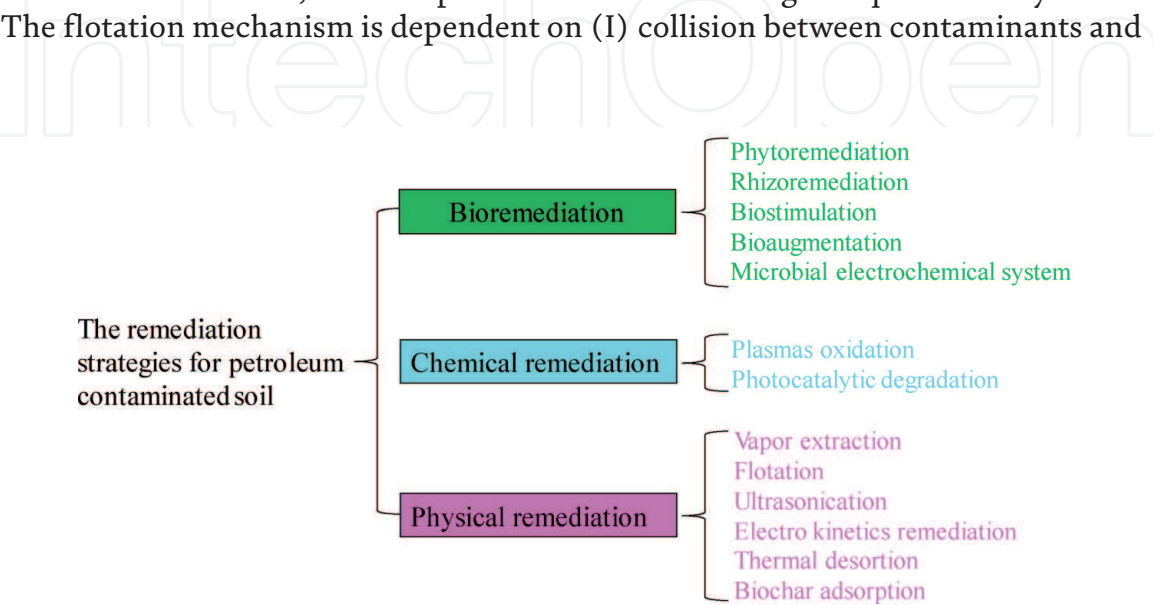 The flotation mechanism is dependent on (I) collision between contaminants and
IntechOpen
Phytoremediation
Rhizoremediation
Bioremediation
Biostimulation
Bioaugmentation
Microbial electrochemical system
The remediation
strategies for petroleum
contaminated soil
Chemical remediation
Plasmas oxidation
Photocatalytic degradation
Physical remediation
Vapor extraction
Flotation
Ultrasonication
Electro kinetics remediation
Thermal desortion
Biochar adsorption